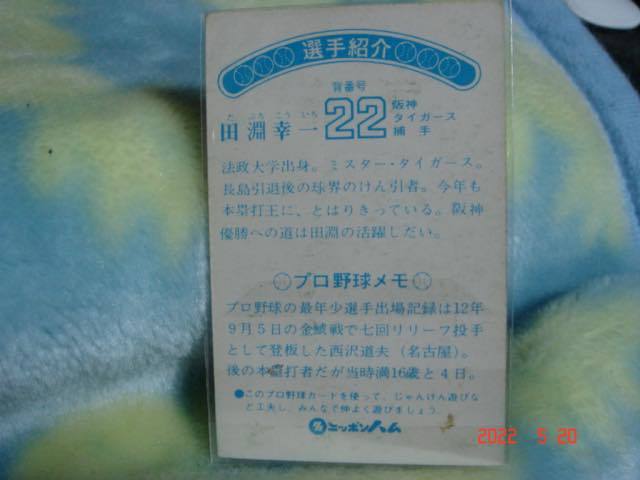 選手紹介
背番号
たぶちこういち
田淵幸一
22
阪神
タイガース
捕手
法政大学出身。ミスター・タイガース。
長島引退後の球界のけん引者。今年も
本塁打王に、とはりきっている。阪神
優勝への道は田淵の活躍しだい。
プロ野球メモ
プロ野球の最年少選手出場記録は12年
9月5日の金鯱戦で七回リリーフ投手
として登板した西沢道夫(名古屋)。
後の本塁打者だが当時満16歳と4日。
●このプロ野球カードを使って、じゃんけん遊びな
ど工夫し、みんなで仲よく遊びましょう。
ニッポンハム
2022 5 20